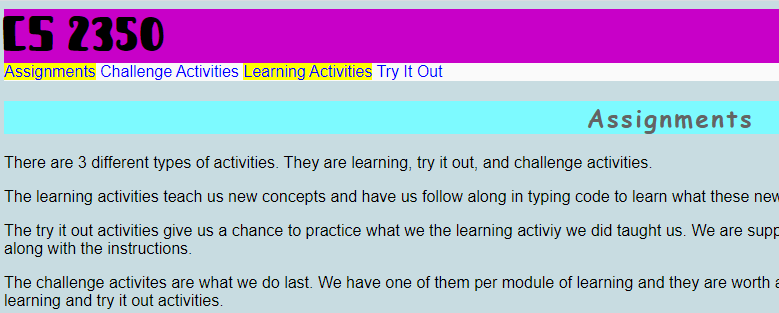 CS 2350
Assignments Challenge Activities Learning Activities Try It Out
Assignments
There are 3 different types of activities. They are learning, try it out, and challenge activities.
The learning activities teach us new concepts and have us follow along in typing code to learn what these new
The try it out activities give us a chance to practice what we the learning activiy we did taught us. We are supp
along with the instructions.
The challenge activites are what we do last. We have one of them per module of learning and they are worth a
learning and try it out activities.